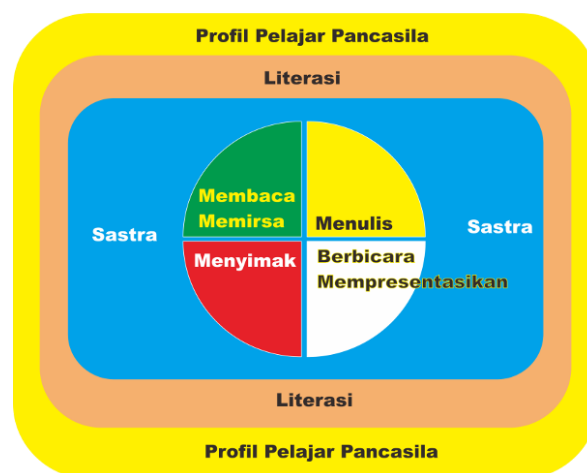 Profil Pelajar Pancasila
Literasi
Membaca
Memirsa
Menulis
Sastra
Sastra
Menyimak
Berbicara
Mempresentasikan
Literasi
Profil Pelajar Pancasila